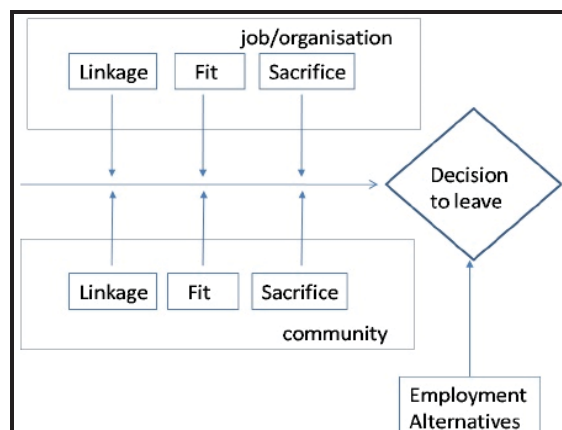 job/organisation
Linkage Fit Sacrifice
Decision
to leave
Linkage Fit Sacrifice
community
Employment
Alternatives